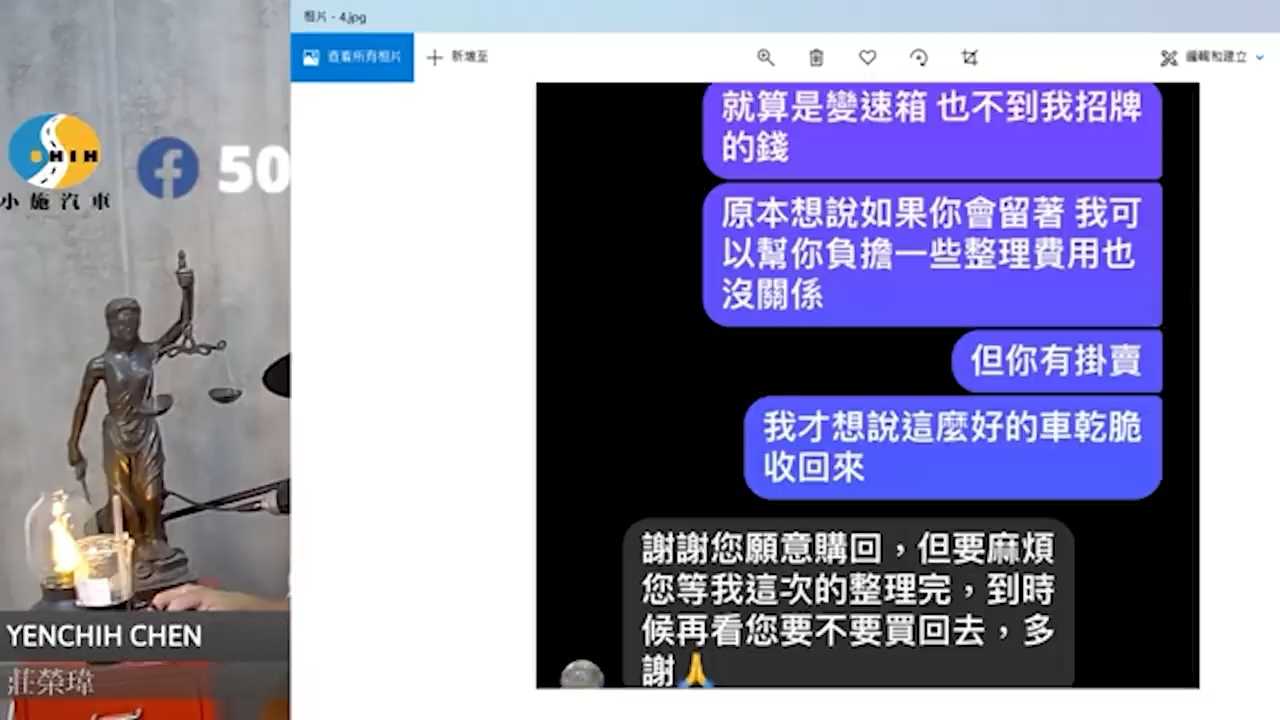 相片 - 4.jpg
查看所有相片
新增至
編輯和建立
SHIH
小施汽車
50
就算是變速箱 也不到我招牌
的錢
原本想說如果你會留著 我可
以幫你負擔一些整理費用也
沒關係
但你有掛賣
我才想說這麼好的車乾脆
收回來
謝謝您願意購回，但要麻煩
您等我這次的整理完，到時
候再看您要不要買回去，多
謝🙏
YENCHIH CHEN
莊榮瑋